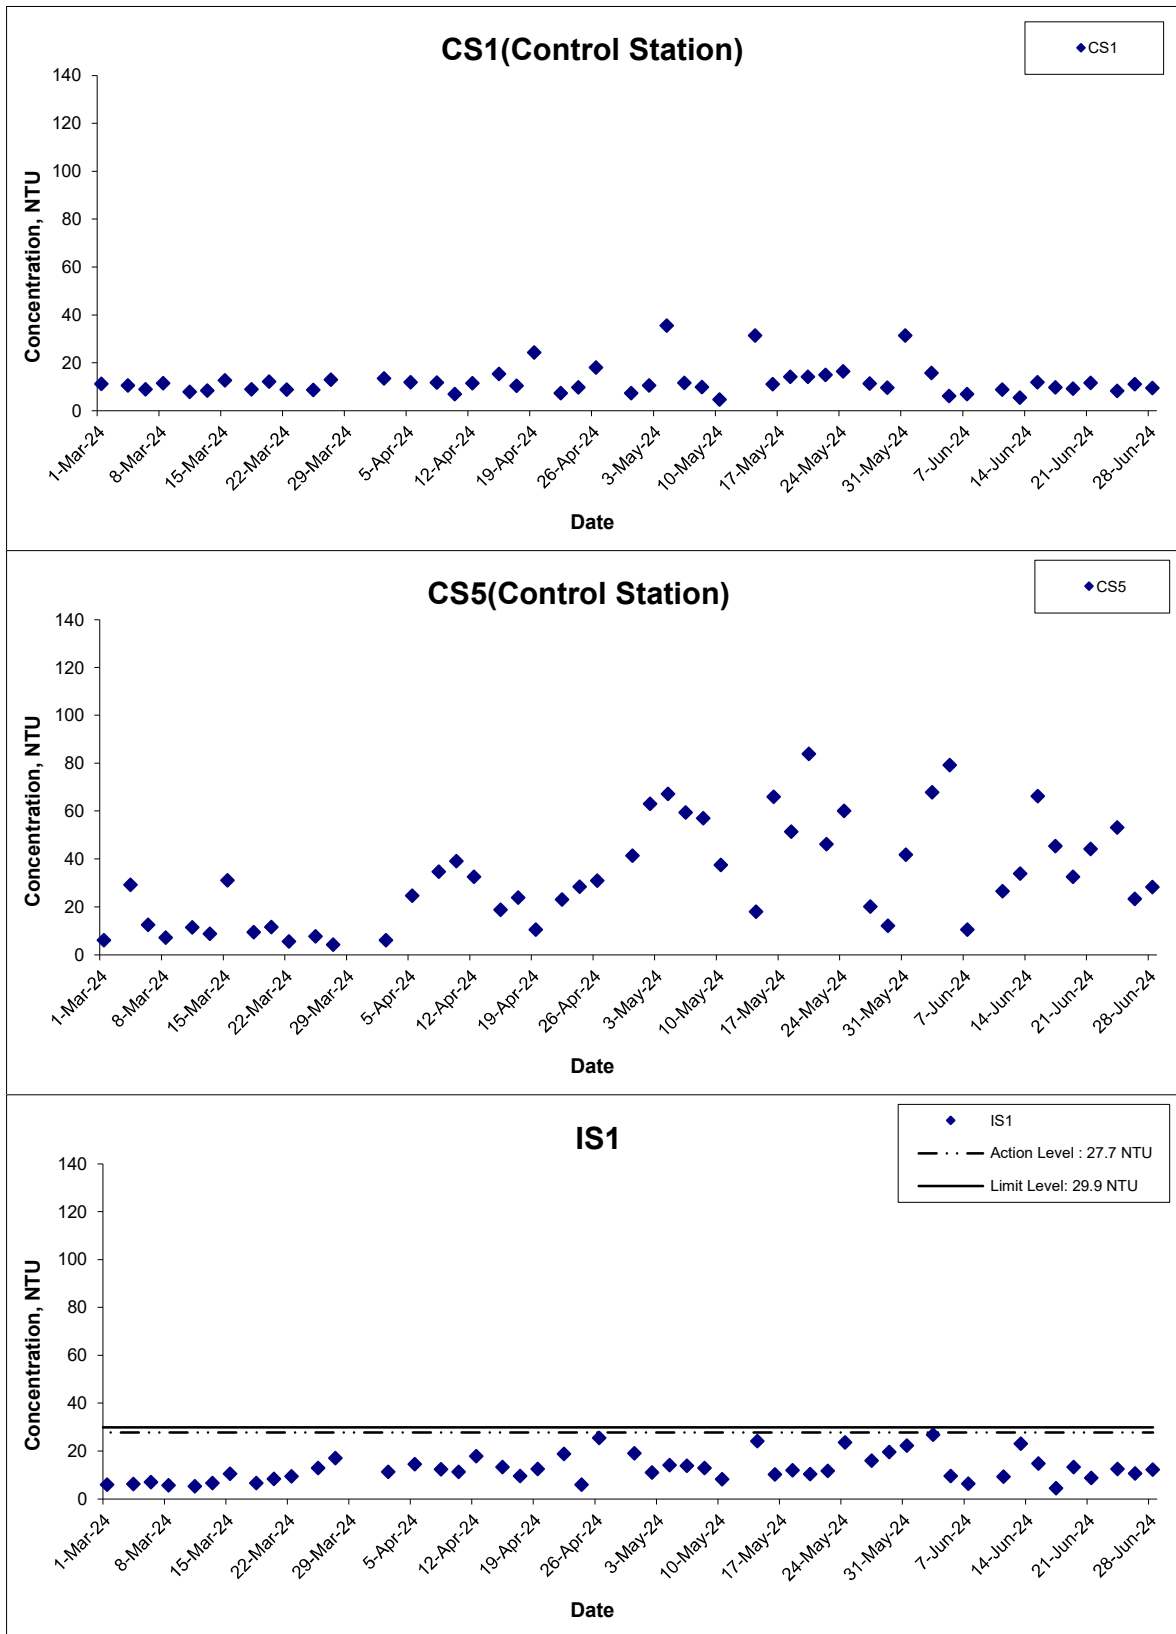 CS1(Control Station)
CS1
140
120
100
80
60
40
20
0
Concentration, NTU
1-Mar-24
8-Mar-24
15-Mar-24
22-Mar-24
29-Mar-24
5-Apr-24
12-Apr-24
19-Apr-24
26-Apr-24
3-May-24
10-May-24
17-May-24
24-May-24
31-May-24
7-Jun-24
14-Jun-24
21-Jun-24
28-Jun-24
Date
CS5(Control Station)
CS5
140
120
100
80
60
40
20
0
Concentration, NTU
1-Mar-24
8-Mar-24
15-Mar-24
22-Mar-24
29-Mar-24
5-Apr-24
12-Apr-24
19-Apr-24
26-Apr-24
3-May-24
10-May-24
17-May-24
24-May-24
31-May-24
7-Jun-24
14-Jun-24
21-Jun-24
28-Jun-24
Date
IS1
IS1
Action Level : 27.7 NTU
Limit Level: 29.9 NTU
140
120
100
80
60
40
20
0
Concentration, NTU
1-Mar-24
8-Mar-24
15-Mar-24
22-Mar-24
29-Mar-24
5-Apr-24
12-Apr-24
19-Apr-24
26-Apr-24
3-May-24
10-May-24
17-May-24
24-May-24
31-May-24
7-Jun-24
14-Jun-24
21-Jun-24
28-Jun-24
Date